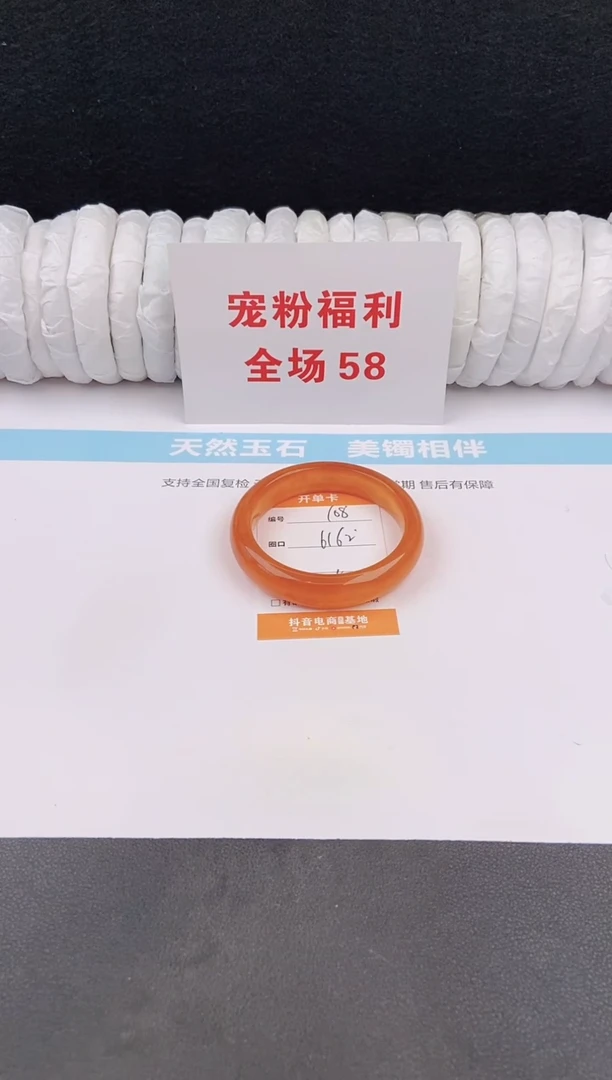 宠粉福利
全场58
天然玉石 美镯相伴
支持全国复检 期 售后有保障
开单卡
编号 108
圈口 6162
抖音电商 基地